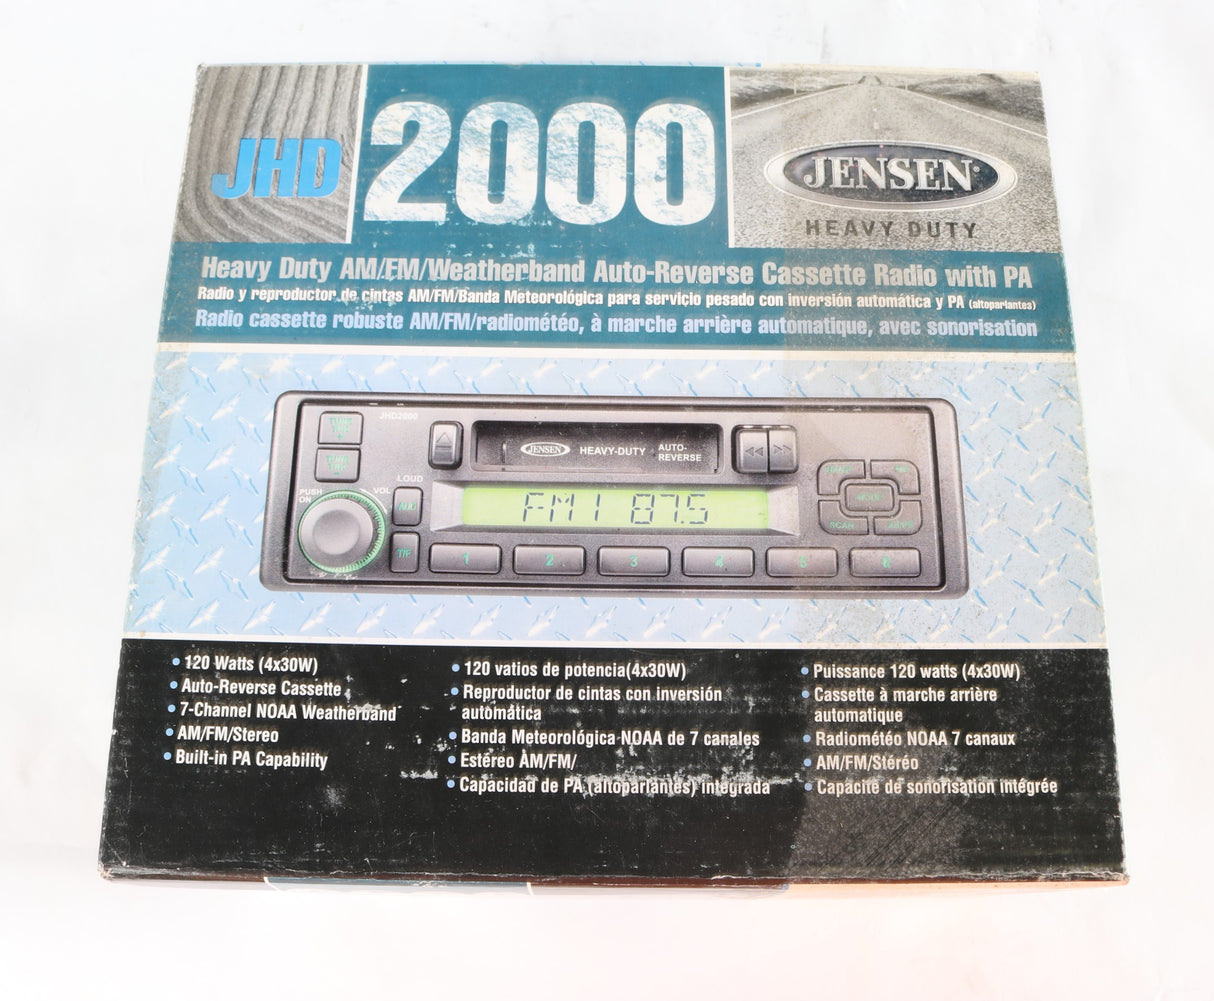 JHD
2000
JENSEN
HEAVY DUTY
Heavy Duty AM/FM/Weatherband Auto-Reverse Cassette Radio with PA
Radio y reproductor de cintas AM/FM/Banda Meteorológica para servicio pesado con inversión automática y PA (altoparlantes)
Radio cassette robuste AM/FM/radiométéo, à marche arrière automatique, avec sonorisation
JHD2000
JENSEN HEAVY-DUTY AUTO-
REVERSE
LOUD
PUSH
ON
VOL
AUD
FM1 87.5
SCAN
T/F
1 2 3 4 5 6
• 120 Watts (4x30W)
• Auto-Reverse Cassette
• 7-Channel NOAA Weatherband
• AM/FM/Stereo
• Built-in PA Capability
• 120 vatios de potencia(4x30W)
• Reproductor de cintas con inversión
automática
• Banda Meteorológica NOAA de 7 canales
• Estéreo AM/FM/
• Capacidad de PA (altoparlantes) integrada
• Puissance 120 watts (4x30W)
• Cassette à marche arrière
automatique
• Radiométéo NOAA 7 canaux
• AM/FM/Stéréo
• Capacité de sonorisation intégrée